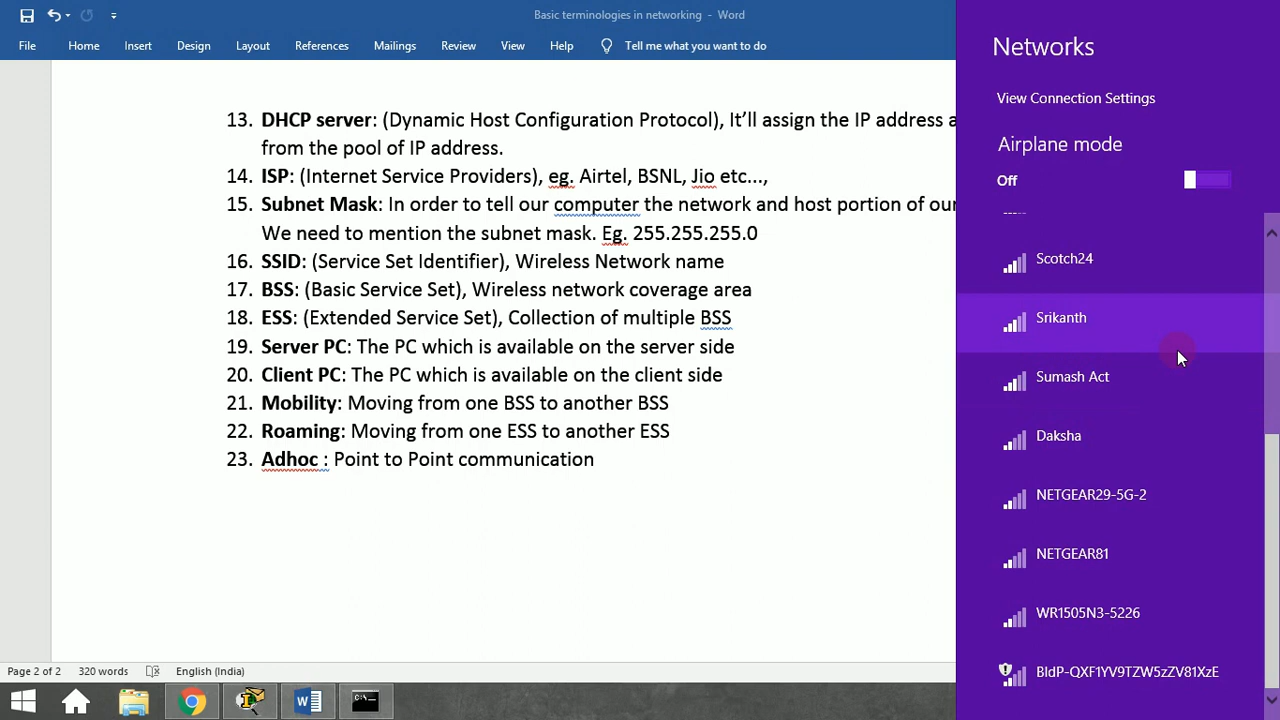 Basic terminologies in networking - Word
File Home Insert Design Layout References Mailings Review View Help Tell me what you want to do
13. DHCP server: (Dynamic Host Configuration Protocol), It'll assign the IP address a
from the pool of IP address.
14. ISP: (Internet Service Providers), eg. Airtel, BSNL, Jio etc...,
15. Subnet Mask: In order to tell our computer the network and host portion of our
We need to mention the subnet mask. Eg. 255.255.255.0
16. SSID: (Service Set Identifier), Wireless Network name
17. BSS: (Basic Service Set), Wireless network coverage area
18. ESS: (Extended Service Set), Collection of multiple BSS
19. Server PC: The PC which is available on the server side
20. Client PC: The PC which is available on the client side
21. Mobility: Moving from one BSS to another BSS
22. Roaming: Moving from one ESS to another ESS
23. Adhoc : Point to Point communication
Page 2 of 2 320 words English (India)
Networks
View Connection Settings
Airplane mode
Off
Scotch24
Srikanth
Sumash Act
Daksha
NETGEAR29-5G-2
NETGEAR81
WR1505N3-5226
BldP-QXF1YV9TZW5zZV81XzE